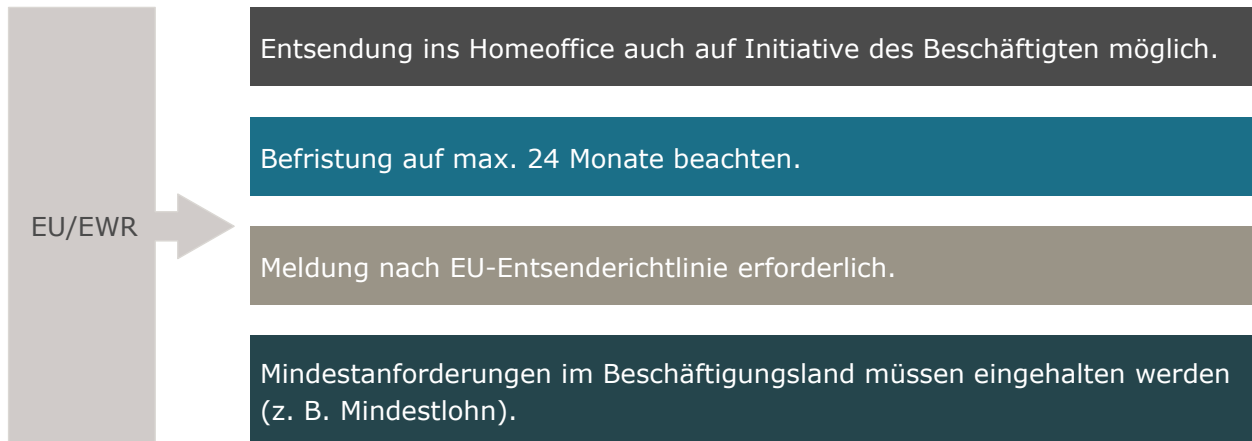 EU/EWR
Entsendung ins Homeoffice auch auf Initiative des Beschäftigten möglich.
Befristung auf max. 24 Monate beachten.
Meldung nach EU-Entsenderichtlinie erforderlich.
Mindestanforderungen im Beschäftigungsland müssen eingehalten werden
(z. B. Mindestlohn).